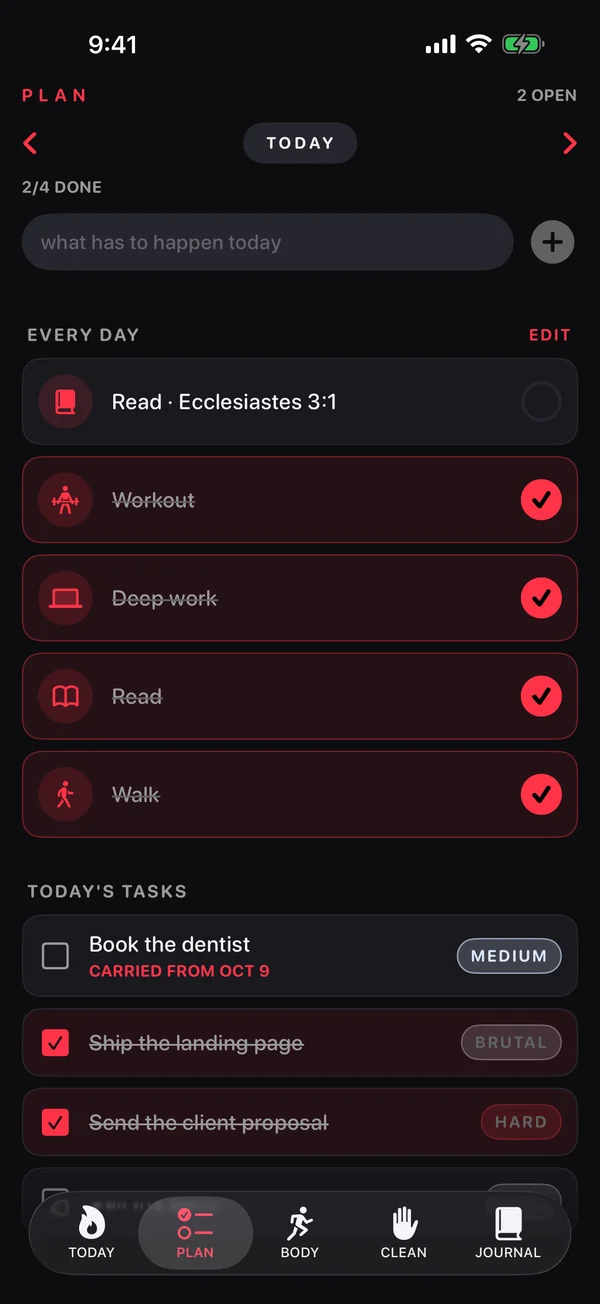 9:41
PLAN
2 OPEN
TODAY
2/4 DONE
what has to happen today
EVERY DAY
EDIT
Read · Ecclesiastes 3:1
Workout
Deep work
Read
Walk
TODAY'S TASKS
Book the dentist
CARRIED FROM OCT 9
MEDIUM
Ship the landing page
BRUTAL
Send the client proposal
HARD
TODAY
PLAN
BODY
CLEAN
JOURNAL